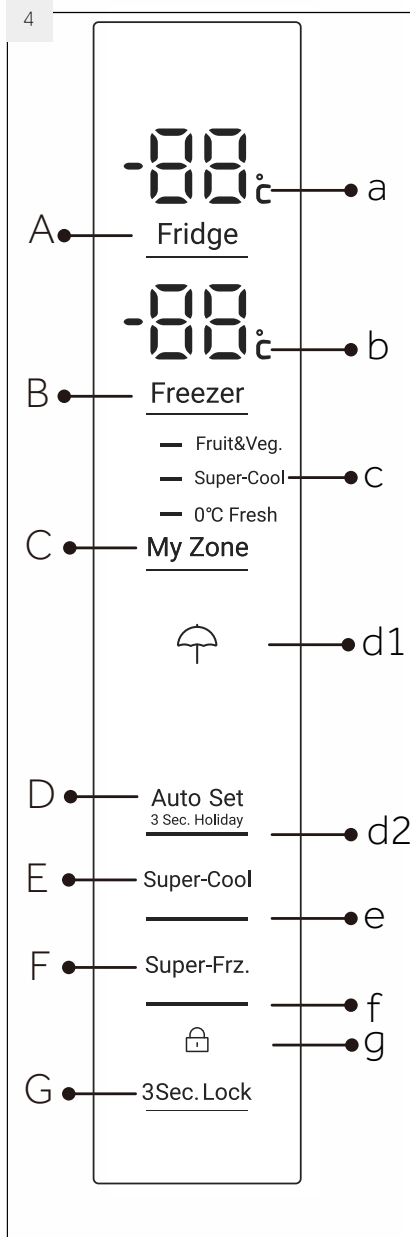 4
-88°c
a
A
Fridge
-88°c
b
B
Freezer
Fruit&Veg.
Super-Cool
c
0°C Fresh
C
My Zone
d1
D
Auto Set
3 Sec. Holiday
d2
E
Super-Cool
e
F
Super-Frz.
f
g
G
3Sec.Lock